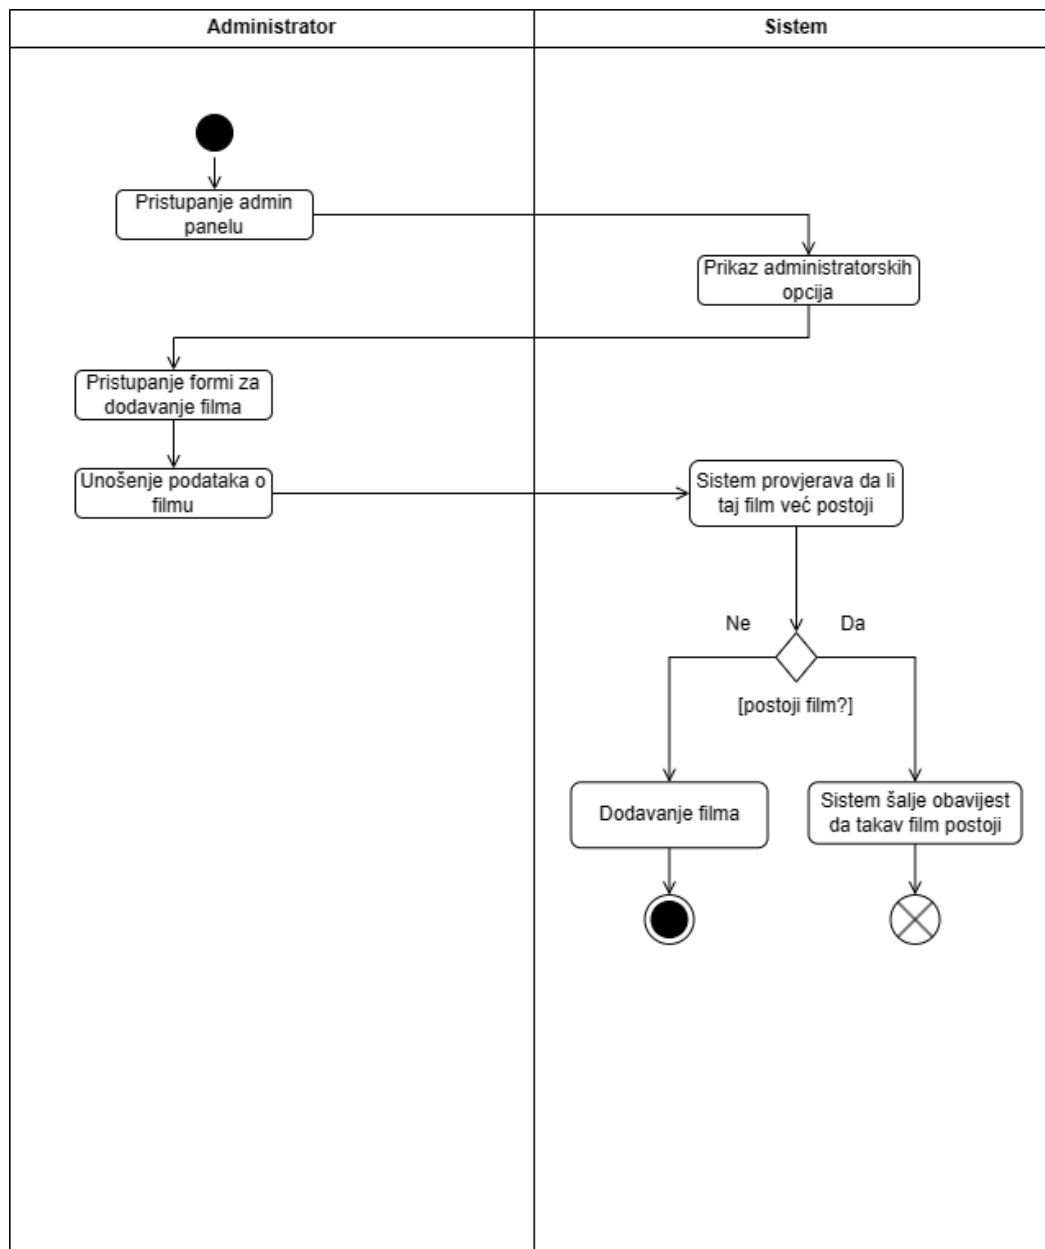 Administrator
Sistem
Pristupanje admin
panelu
Prikaz administratorskih
opcija
Pristupanje formi za
dodavanje filma
Unošenje podataka o
filmu
Sistem provjerava da li
taj film već postoji
Ne
Da
[postoji film?]
Dodavanje filma
Sistem šalje obavijest
da takav film postoji